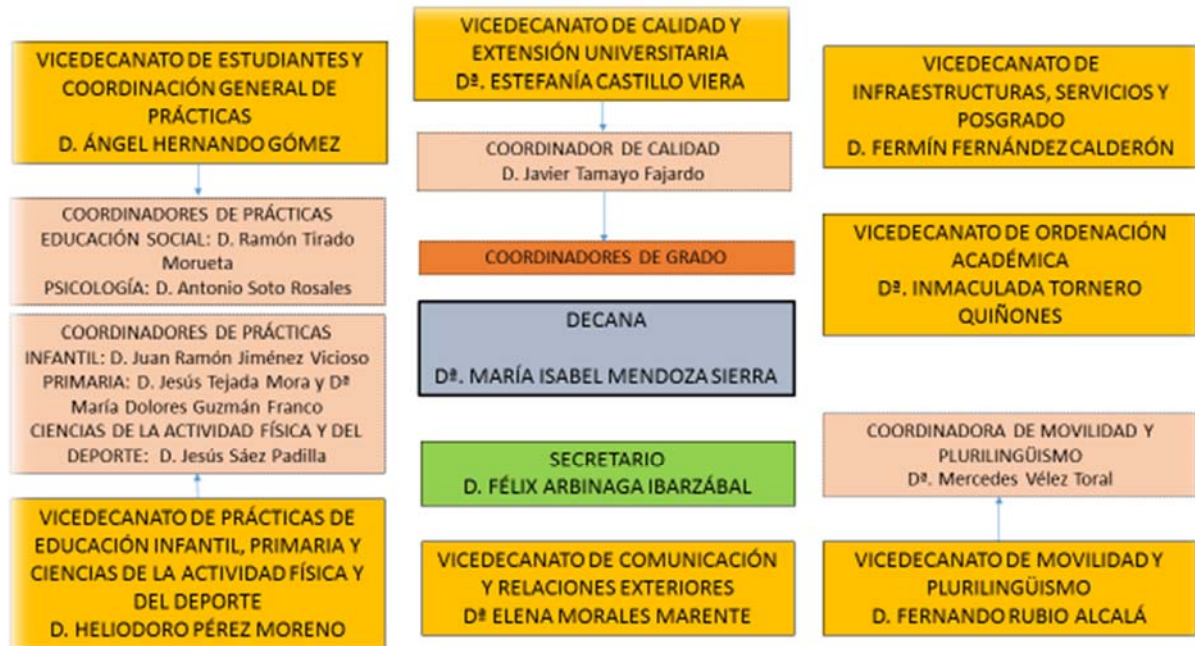 VICEDECANATO DE ESTUDIANTES Y
COORDINACIÓN GENERAL DE
PRÁCTICAS
D. ÁNGEL HERNANDO GÓMEZ
COORDINADORES DE PRÁCTICAS
EDUCACIÓN SOCIAL: D. Ramón Tirado
Morueta
PSICOLOGÍA: D. Antonio Soto Rosales
COORDINADORES DE PRÁCTICAS
INFANTIL: D. Juan Ramón Jiménez Vicioso
PRIMARIA: D. Jesús Tejada Mora y Dª
María Dolores Guzmán Franco
CIENCIAS DE LA ACTIVIDAD FÍSICA Y DEL
DEPORTE: D. Jesús Sáez Padilla
VICEDECANATO DE PRÁCTICAS DE
EDUCACIÓN INFANTIL, PRIMARIA Y
CIENCIAS DE LA ACTIVIDAD FÍSICA Y
DEL DEPORTE
D. HELIODORO PÉREZ MORENO
VICEDECANATO DE CALIDAD Y
EXTENSIÓN UNIVERSITARIA
Dª. ESTEFANÍA CASTILLO VIERA
COORDINADOR DE CALIDAD
D. Javier Tamayo Fajardo
COORDINADORES DE GRADO
DECANA
Dª. MARÍA ISABEL MENDOZA SIERRA
SECRETARIO
D. FÉLIX ARBINAGA IBARZÁBAL
VICEDECANATO DE COMUNICACIÓN
Y RELACIONES EXTERIORES
Dª ELENA MORALES MARENTE
VICEDECANATO DE
INFRAESTRUCTURAS, SERVICIOS Y
POSGRADO
D. FERMÍN FERNÁNDEZ CALDERÓN
VICEDECANATO DE ORDENACIÓN
ACADÉMICA
Dª. INMACULADA TORNERO
QUIÑONES
COORDINADORA DE MOVILIDAD Y
PLURILINGÜISMO
Dª. Mercedes Vélez Toral
VICEDECANATO DE MOVILIDAD Y
PLURILINGÜISMO
D. FERNANDO RUBIO ALCALÁ